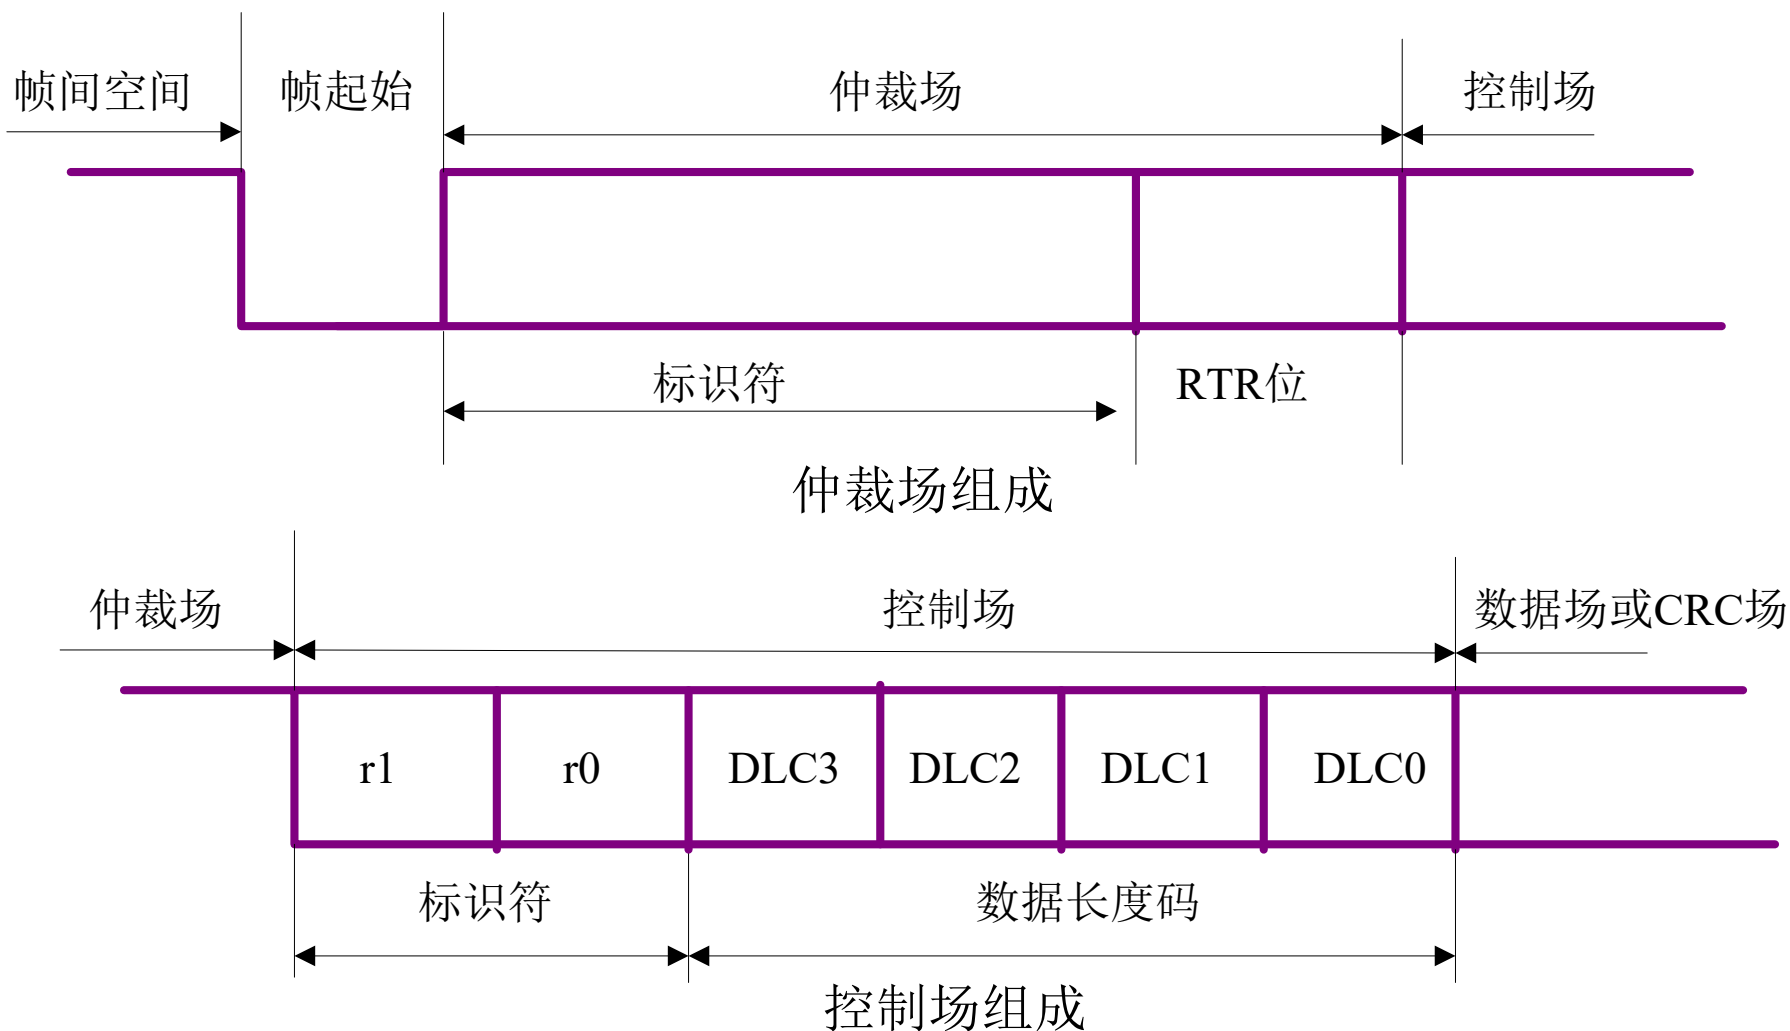 帧间空间 帧起始 仲裁场 控制场
标识符 RTR位
仲裁场组成
仲裁场 控制场 数据场或CRC场
r1 r0 DLC3 DLC2 DLC1 DLC0
标识符 数据长度码
控制场组成